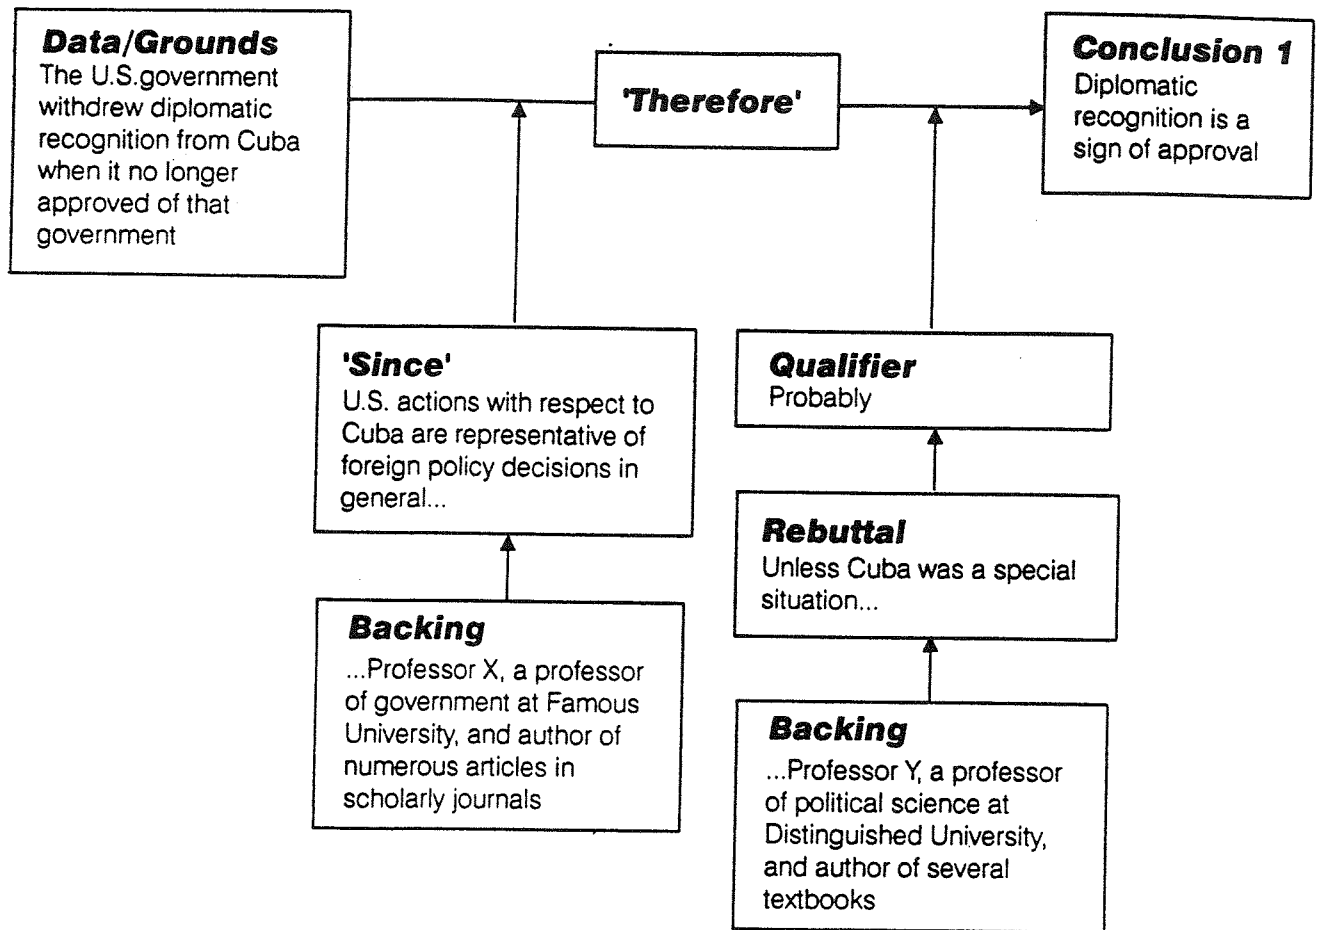 Data/Grounds
The U.S.government
withdrew diplomatic
recognition from Cuba
when it no longer
approved of that
government
'Therefore'
Conclusion 1
Diplomatic
recognition is a
sign of approval
'Since'
U.S. actions with respect to
Cuba are representative of
foreign policy decisions in
general...
Qualifier
Probably
Rebuttal
Unless Cuba was a special
situation...
Backing
...Professor X, a professor
of government at Famous
University, and author of
numerous articles in
scholarly journals
Backing
...Professor Y, a professor
of political science at
Distinguished University,
and author of several
textbooks